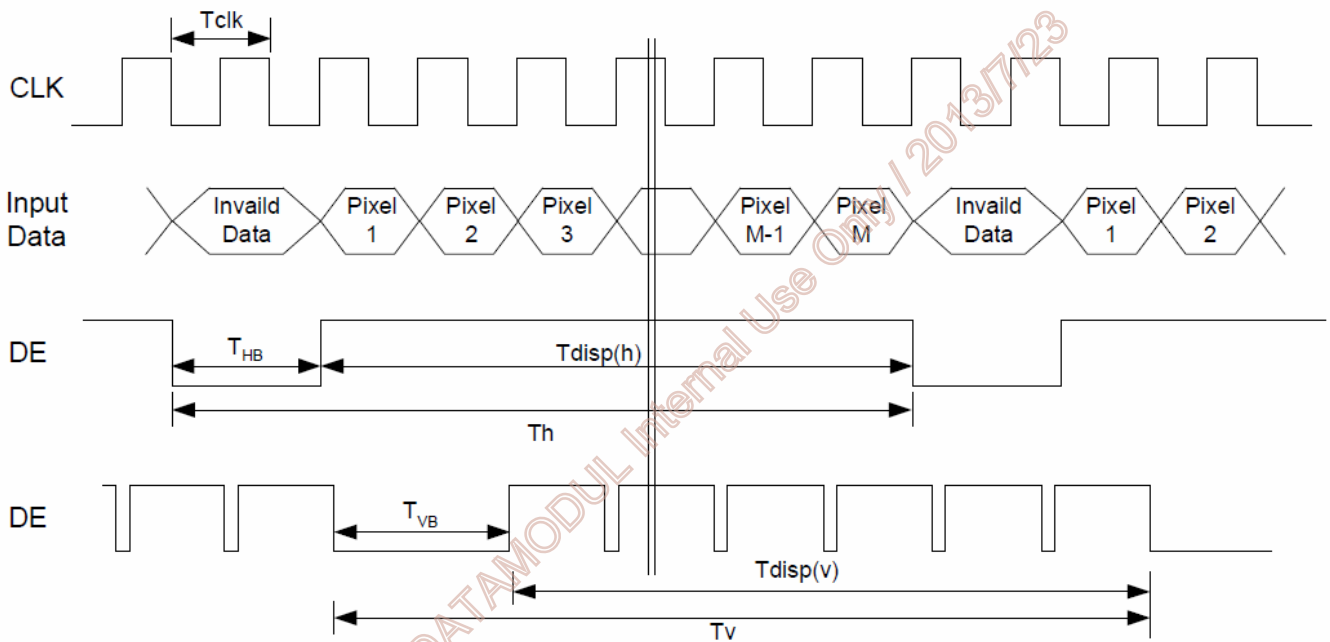 Tclk
CLK
Input
Data
Invaild
Data
Pixel
1
Pixel
2
Pixel
3
Pixel
M-1
Pixel
M
Invaild
Data
Pixel
1
Pixel
2
DE
THB
Tdisp(h)
Th
DE
TVB
Tdisp(v)
Tv
DATAMODUL Internal Use Only / 2013/7/23